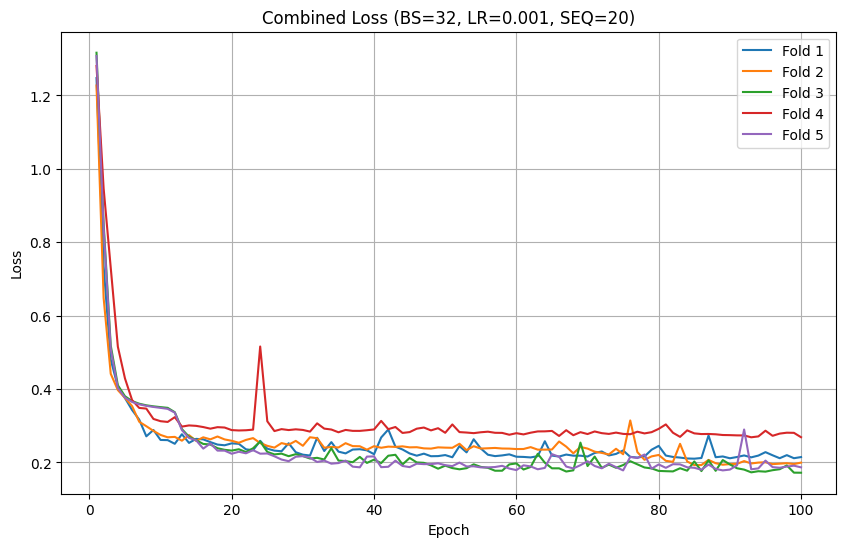 Combined Loss (BS=32, LR=0.001, SEQ=20)
Fold 1
Fold 2
Fold 3
Fold 4
Fold 5
1.2
1.0
0.8
0.6
0.4
0.2
Loss
0 20 40 60 80 100
Epoch